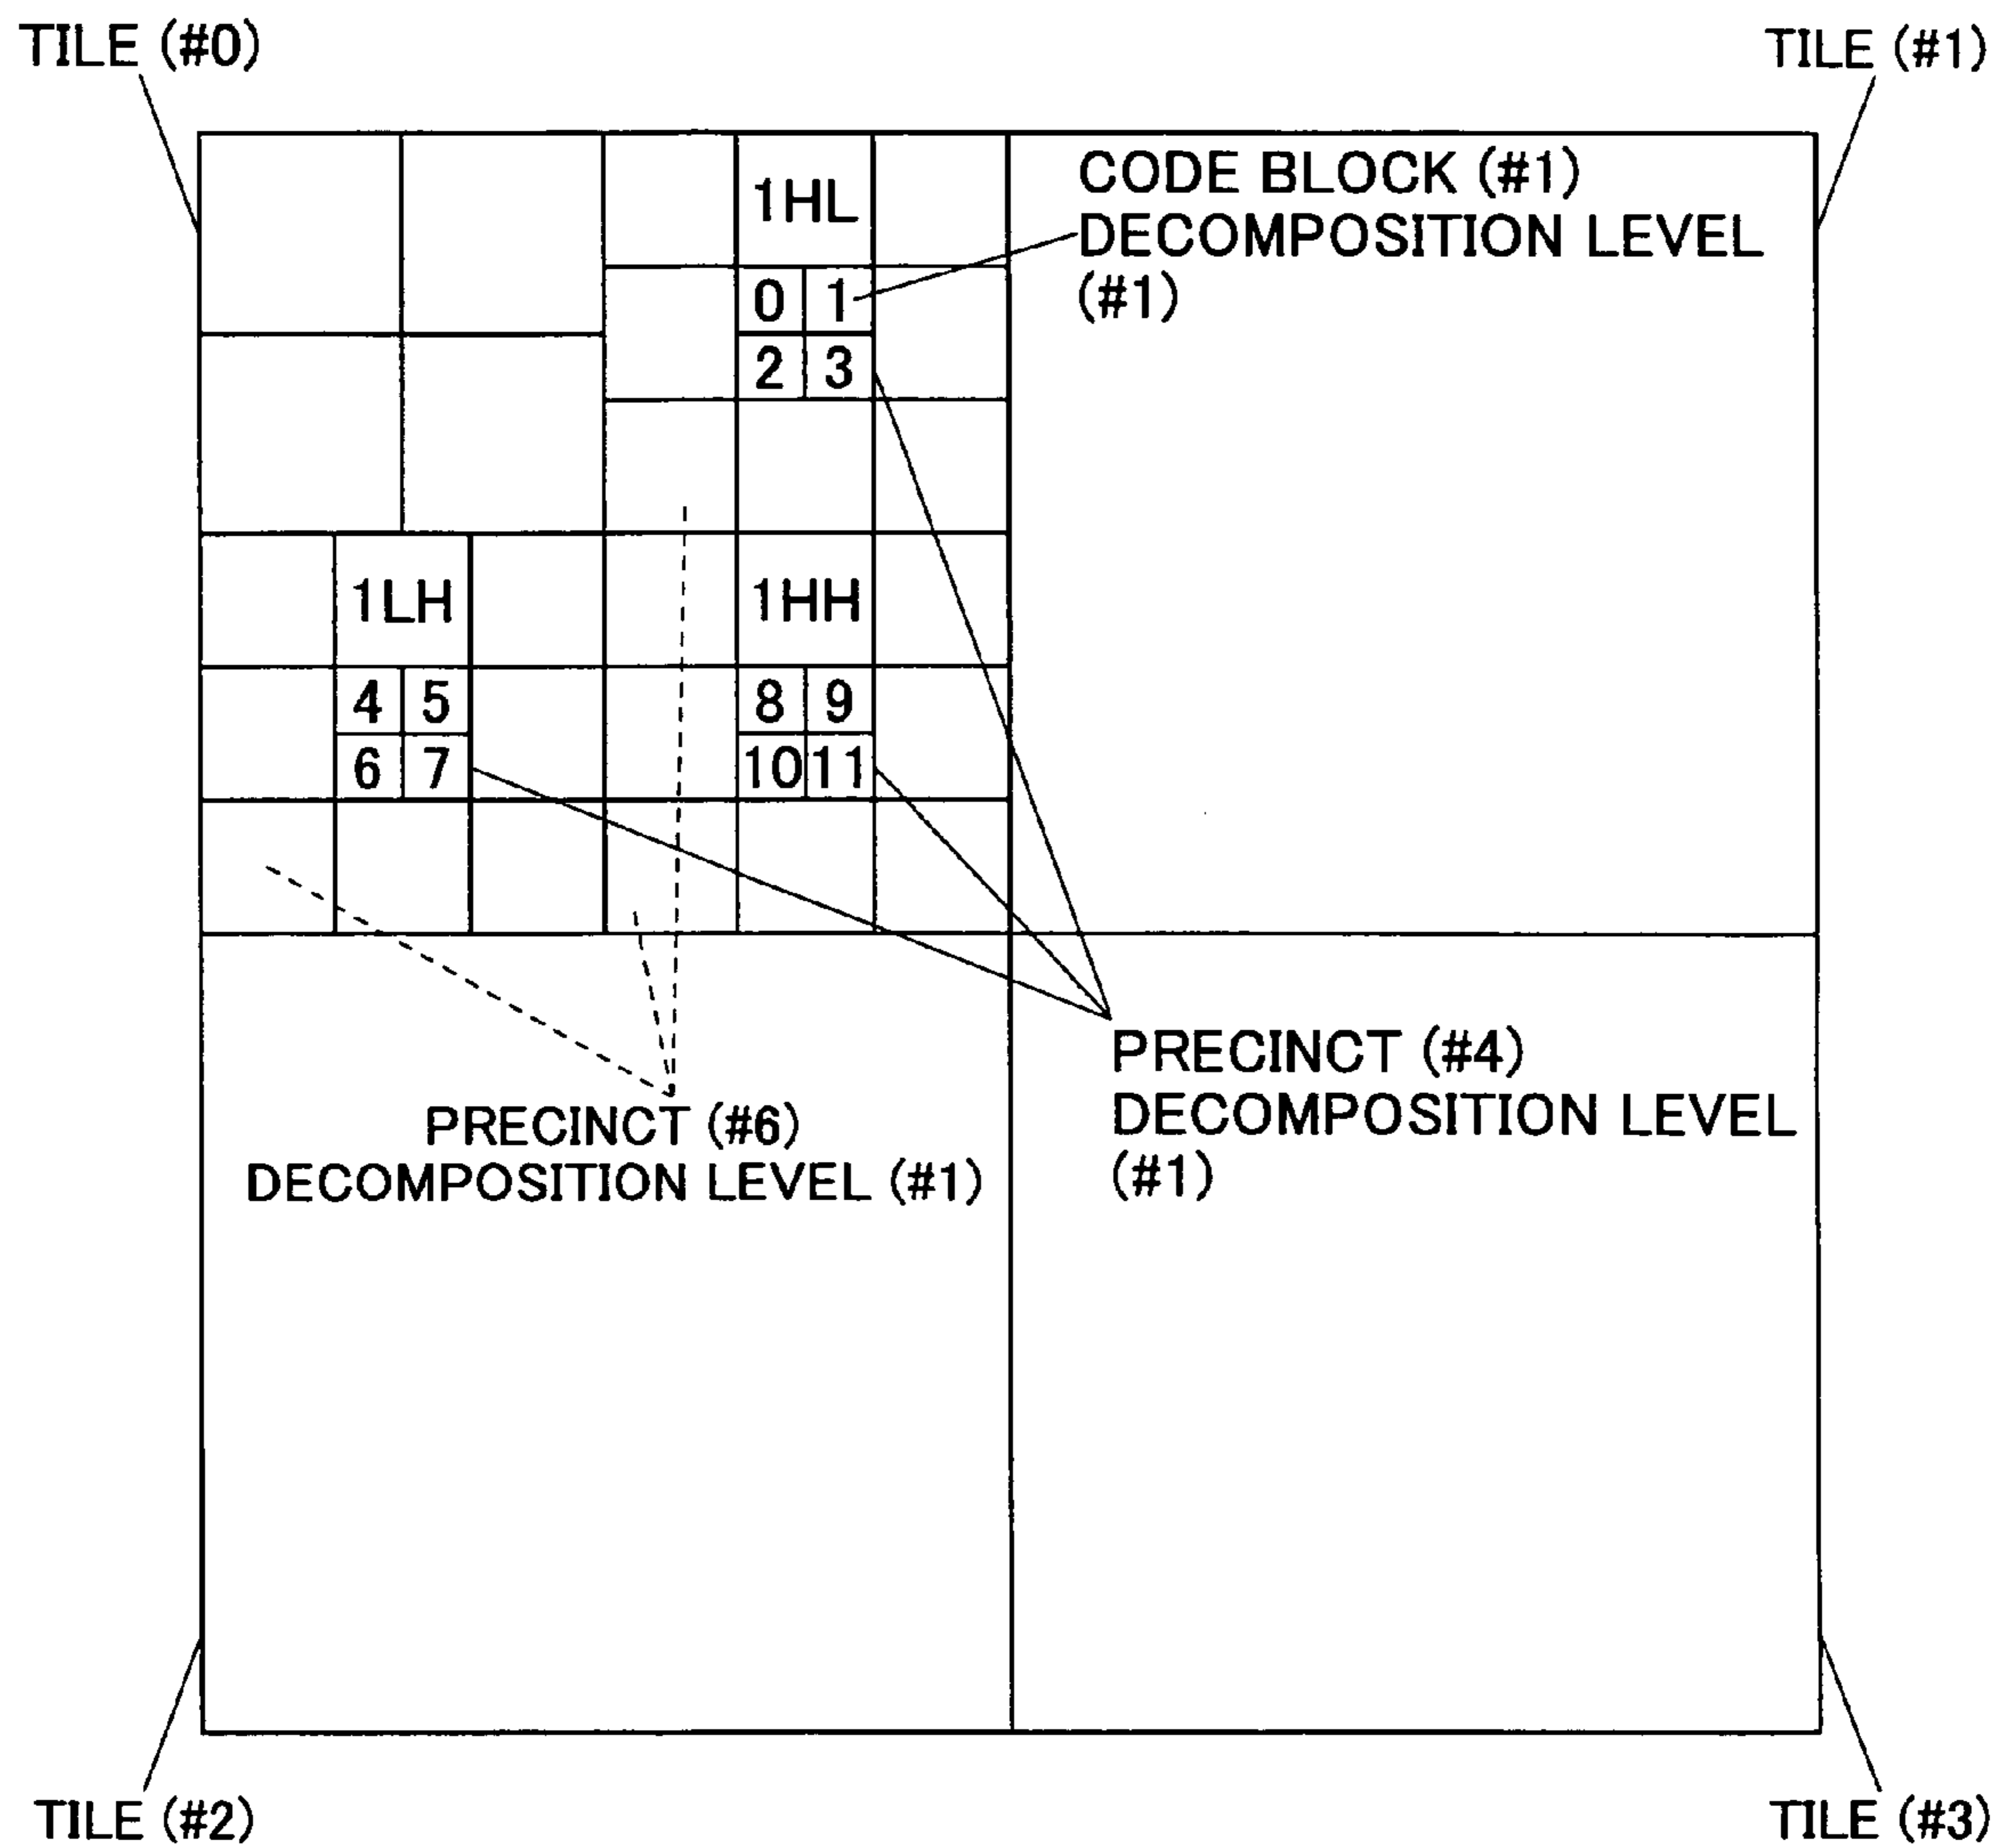 TILE (#0)
TILE (#1)
1HL
CODE BLOCK (#1)
DECOMPOSITION LEVEL
(#1)
0 1
2 3
1LH
1HH
4 5
8 9
6 7
10 11
PRECINCT (#4)
DECOMPOSITION LEVEL
(#1)
PRECINCT (#6)
DECOMPOSITION LEVEL (#1)
TILE (#2)
TILE (#3)